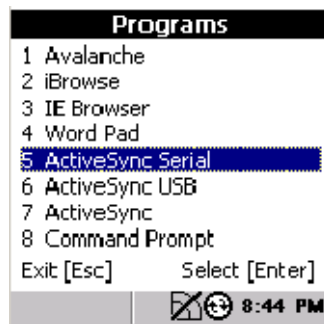 Programs
1 Avalanche
2 iBrowse
3 IE Browser
4 Word Pad
5 ActiveSync Serial
6 ActiveSync USB
7 ActiveSync
8 Command Prompt
Exit [Esc] Select [Enter]
8:44 PM